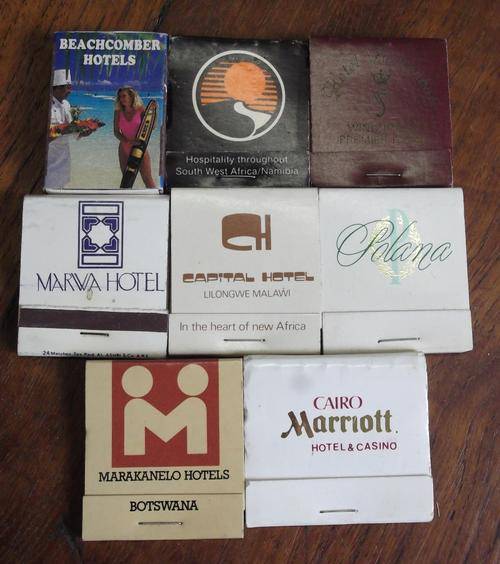 BEACHCOMBER
HOTELS
Hospitality throughout
South West Africa/Namibia
MARWA HOTEL
CH
CAPITAL HOTEL
LILONGWE MALAWI
In the heart of new Africa
Polana
M
MARAKANELO HOTELS
BOTSWANA
CAIRO
Marriott
HOTEL & CASINO